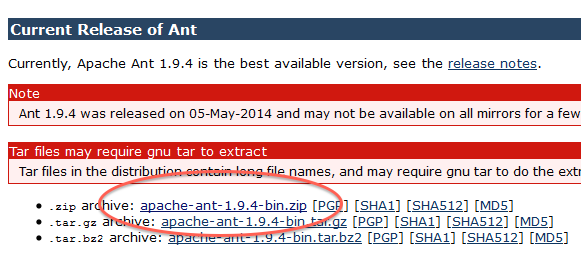 Current Release of Ant
Currently, Apache Ant 1.9.4 is the best available version, see the release notes.
Note
Ant 1.9.4 was released on 05-May-2014 and may not be available on all mirrors for a few
Tar files may require gnu tar to extract
Tar files in the distribution contain long file names, and may require gnu tar to do the
.zip archive: apache-ant-1.9.4-bin.zip [PGP] [SHA1] [SHA512] [MD5]
.tar.gz archive: apache-ant-1.9.4-bin.tar.gz [PGP] [SHA1] [SHA512] [MD5]
.tar.bz2 archive: apache-ant-1.9.4-bin.tar.bz2 [PGP] [SHA1] [SHA512] [MD5]